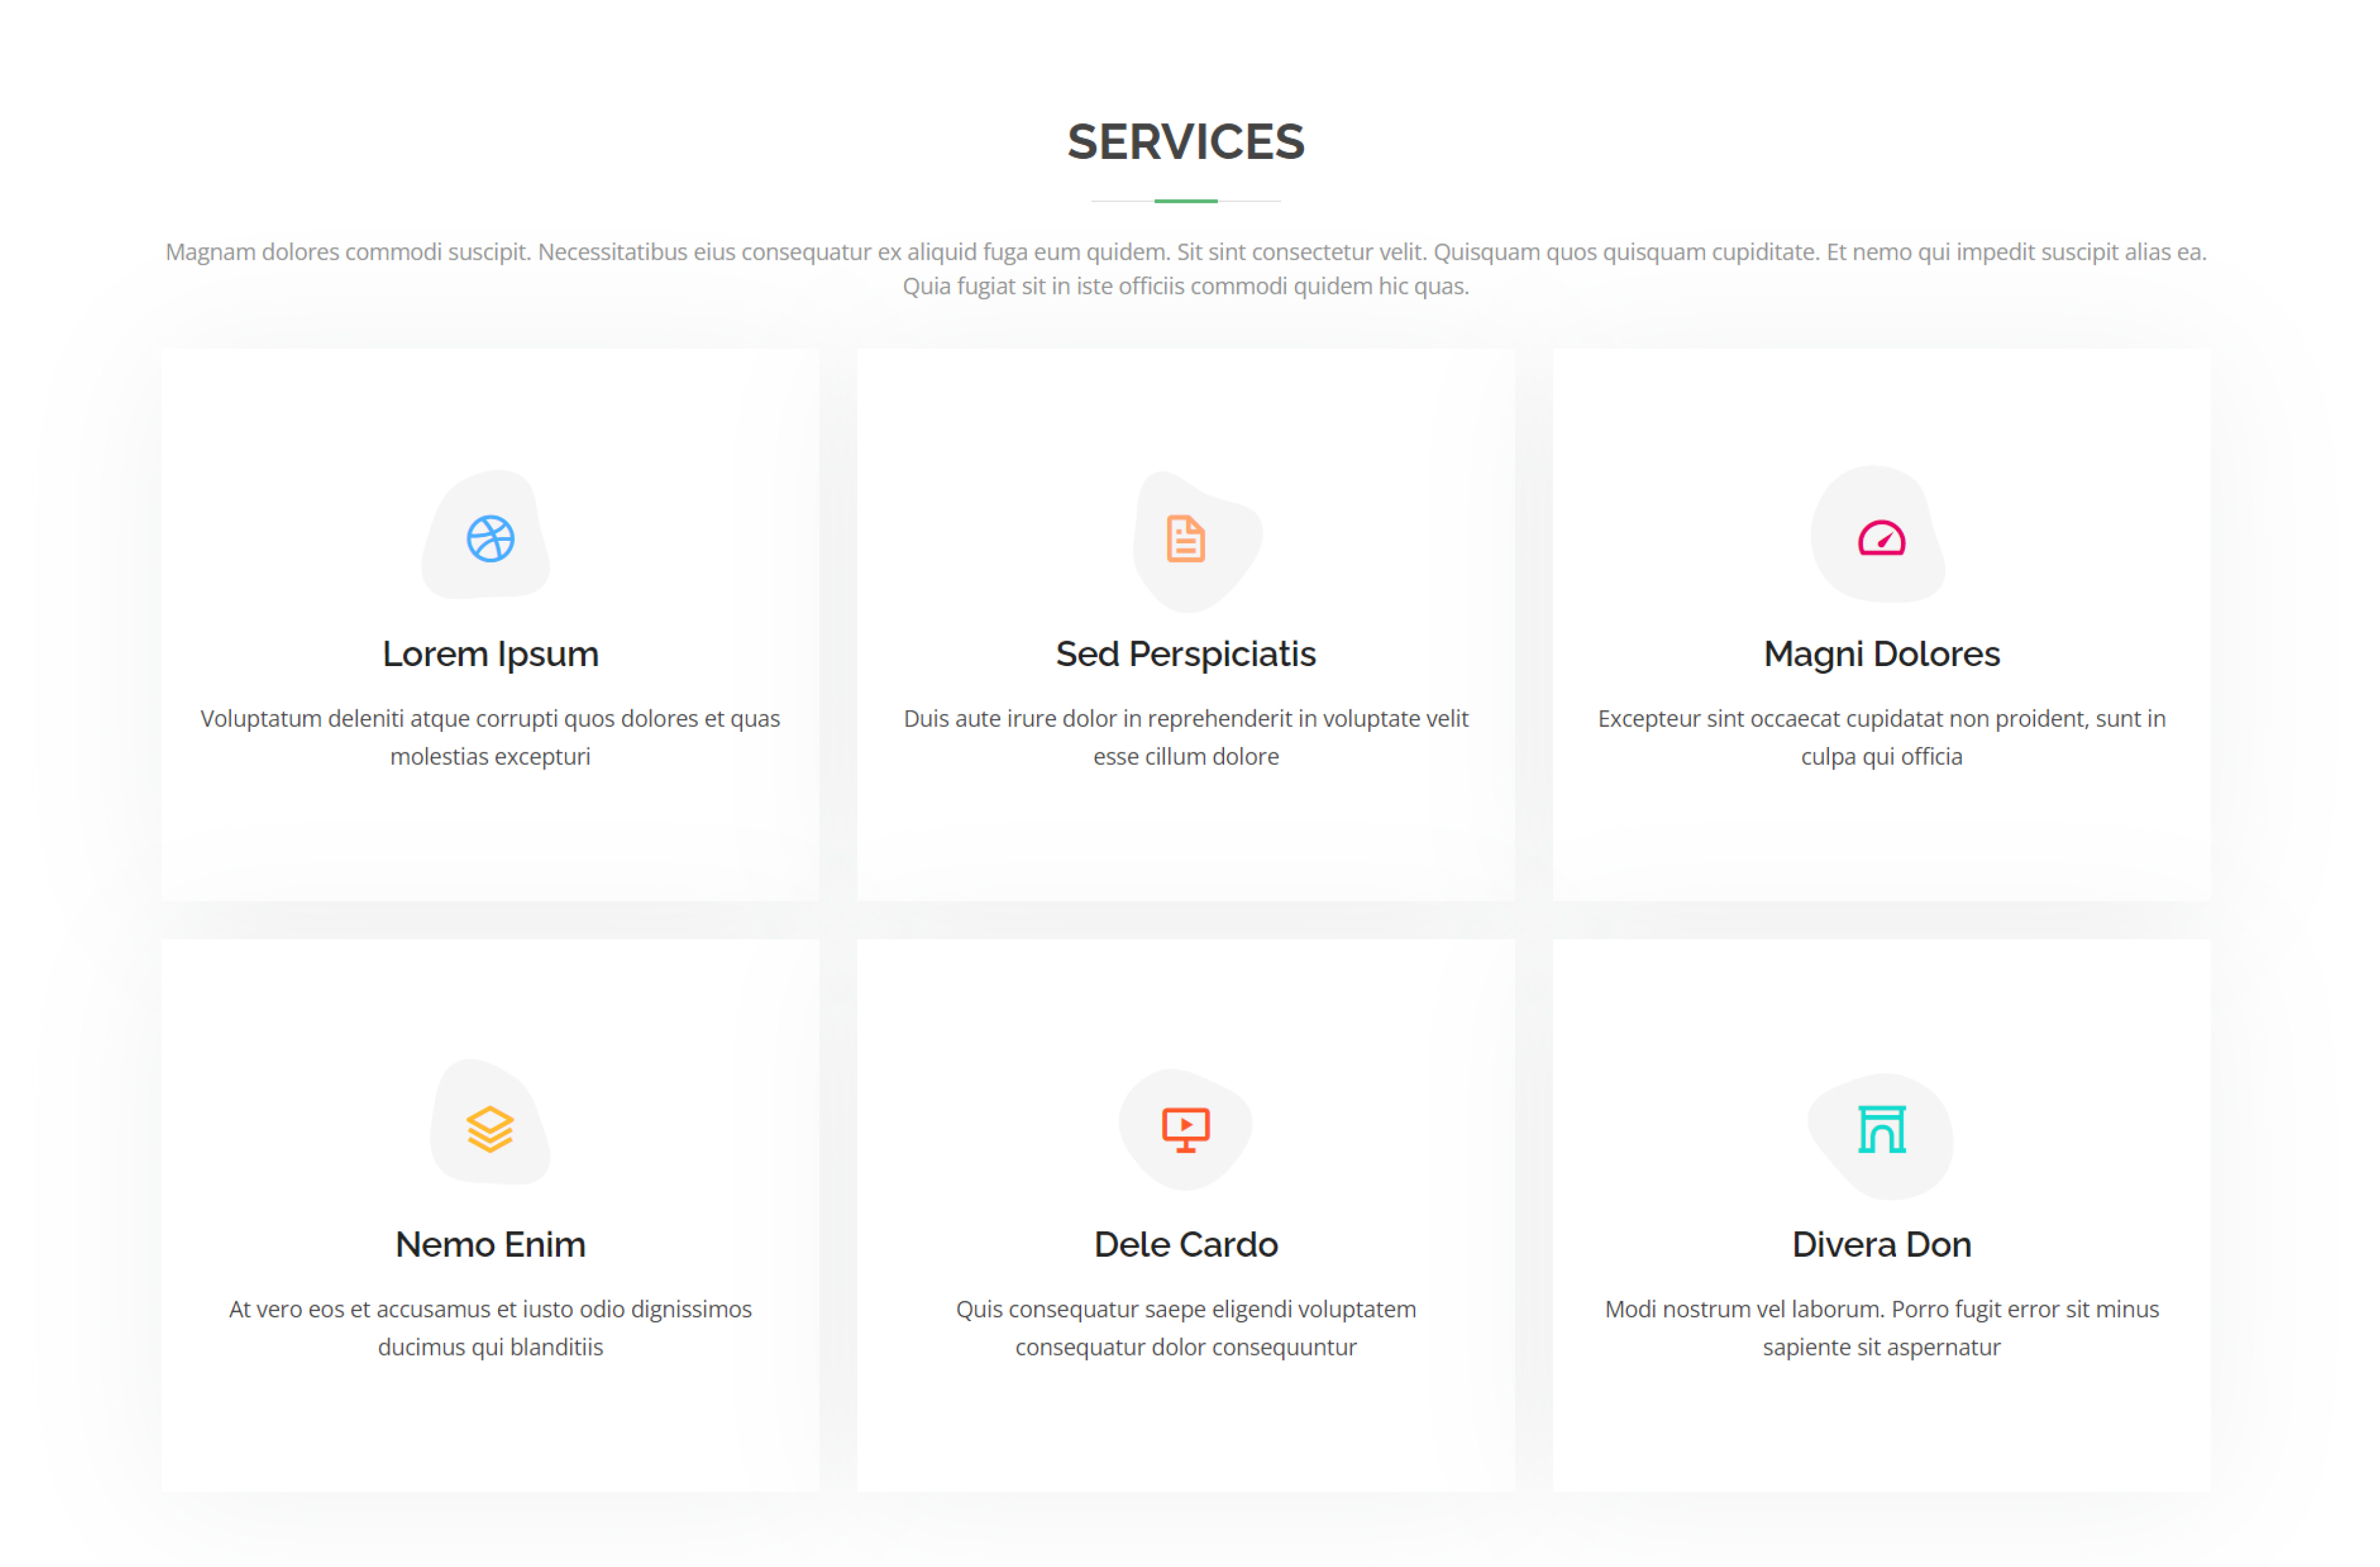 SERVICES
Magnam dolores commodi suscipit. Necessitatibus eius consequatur ex aliquid fuga eum quidem. Sit sint consectetur velit. Quisquam quos quisquam cupiditate. Et nemo qui impedit suscipit alias ea.
Quia fugiat sit in iste officiis commodi quidem hic quas.
Lorem Ipsum
Voluptatum deleniti atque corrupti quos dolores et quas
molestias excepturi
Sed Perspiciatis
Duis aute irure dolor in reprehenderit in voluptate velit
esse cillum dolore
Magni Dolores
Excepteur sint occaecat cupidatat non proident, sunt in
culpa qui officia
Nemo Enim
At vero eos et accusamus et iusto odio dignissimos
ducimus qui blanditiis
Dele Cardo
Quis consequatur saepe eligendi voluptatem
consequatur dolor consequuntur
Divera Don
Modi nostrum vel laborum. Porro fugit error sit minus
sapiente sit aspernatur